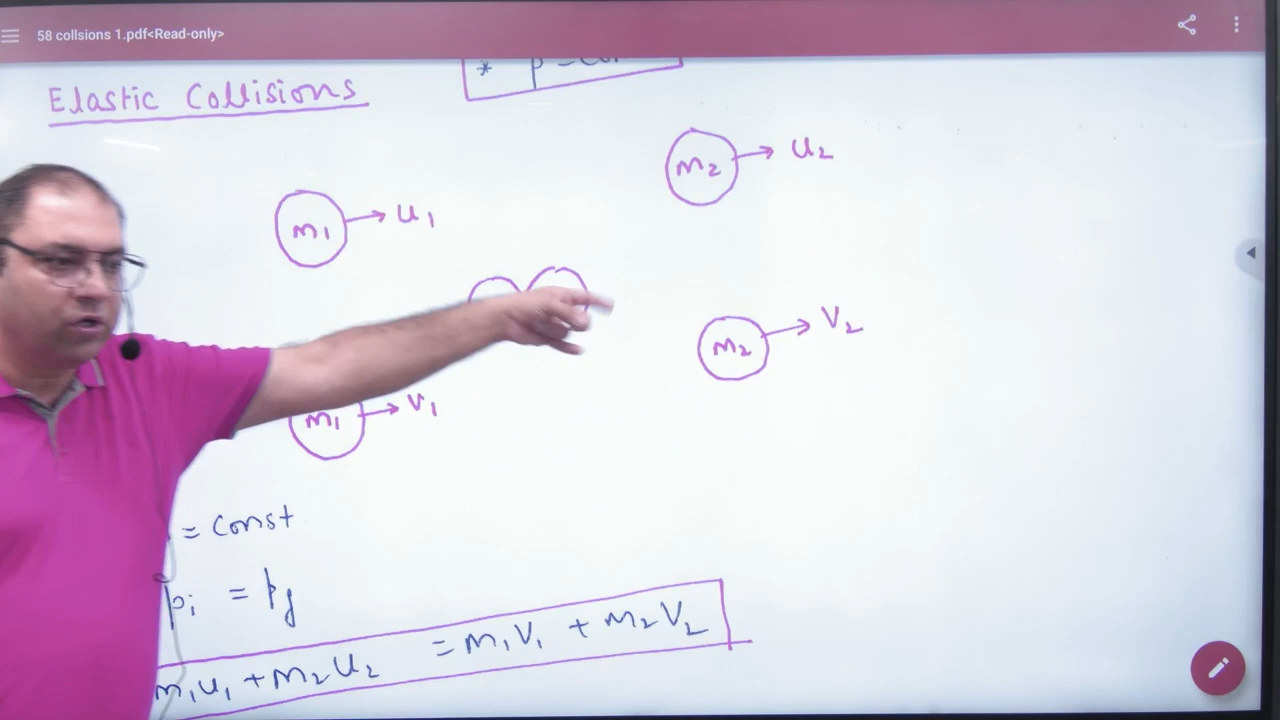 58 collsions 1.pdf<Read-only>
* p = Con
Elastic Collisions
m1 → u1
m2 → u2
m1 → v1
m2 → v2
= const
pi = pf
m1u1 + m2u2 = m1v1 + m2v2